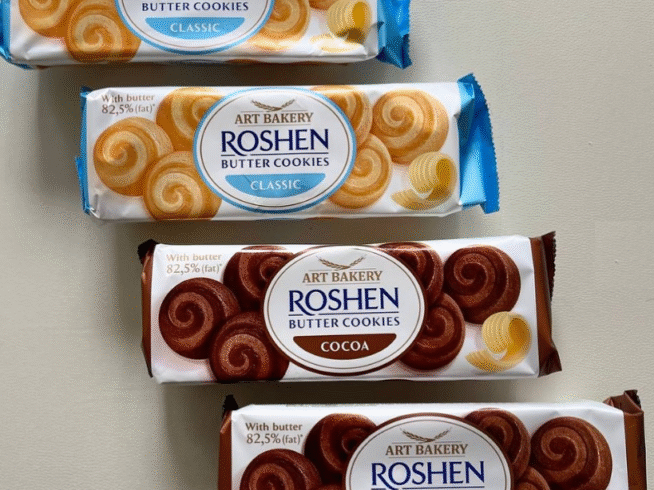 BUTTER COOKIES
CLASSIC
With butter
82,5% (fat)*
ART BAKERY
ROSHEN
BUTTER COOKIES
CLASSIC
With butter
82,5% (fat)*
ART BAKERY
ROSHEN
BUTTER COOKIES
COCOA
With butter
82,5% (fat)*
ART BAKERY
ROSHEN